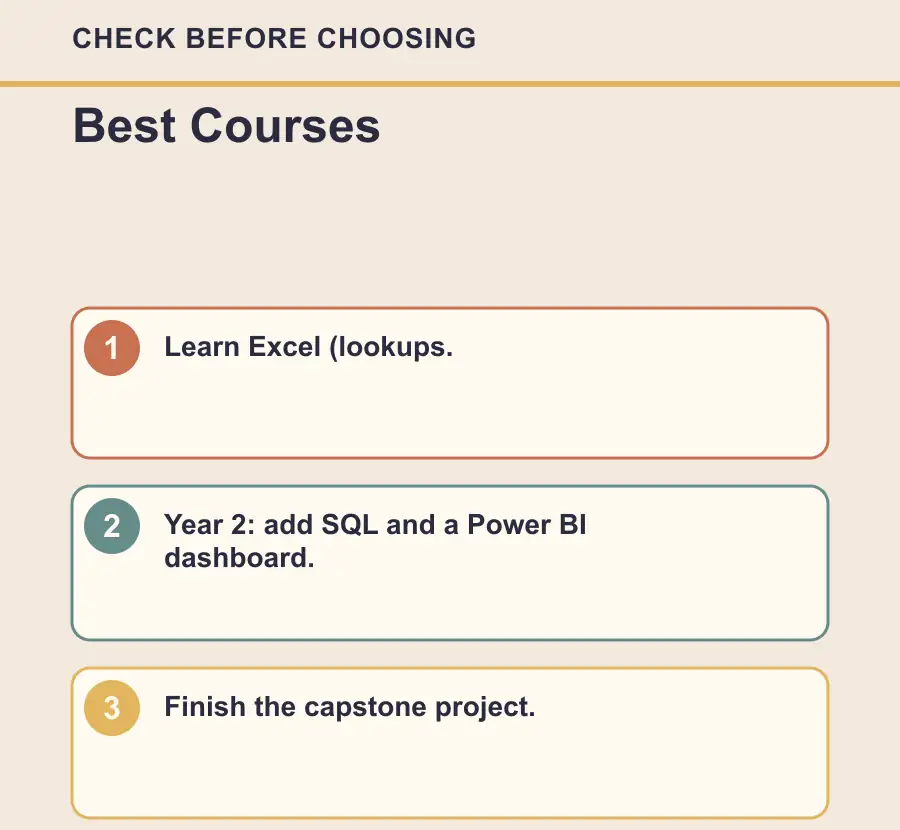 CHECK BEFORE CHOOSING
Best Courses
1
Learn Excel (lookups.
2
Year 2: add SQL and a Power BI
dashboard.
3
Finish the capstone project.